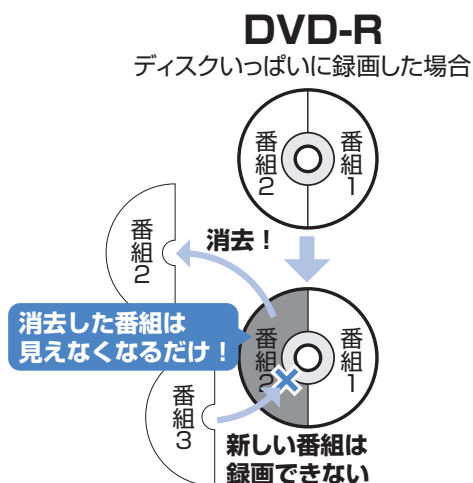 DVD-R
ディスクいっぱいに録画した場合
番組2
番組1
消去！
番組2
消去した番組は
見えなくなるだけ！
番組2
番組1
番組3
新しい番組は
録画できない